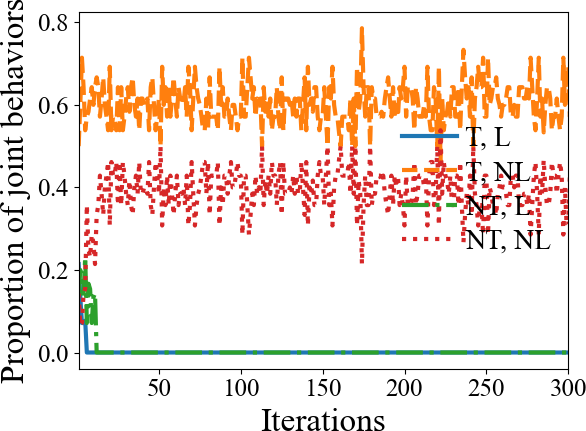 Proportion of joint behaviors
0.8
0.6
0.4
0.2
0.0
T, L
T, NL
NT, L
NT, NL
50
100
150
200
250
300
Iterations